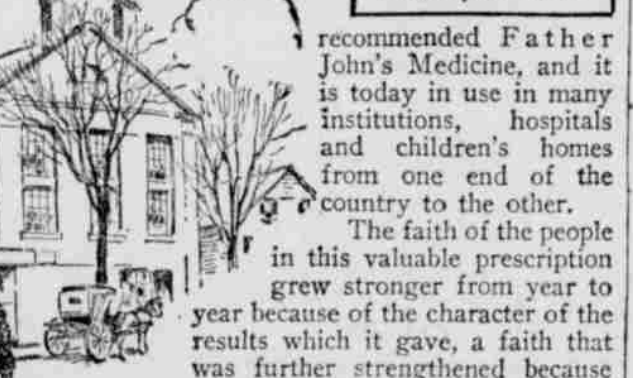 recommended Father
John's Medicine, and it
is today in use in many
institutions, hospitals
and children's homes
from one end of the
country to the other.
The faith of the people
in this valuable prescription
grew stronger from year to
year because of the character of the
results which it gave, a faith that
was further strengthened because